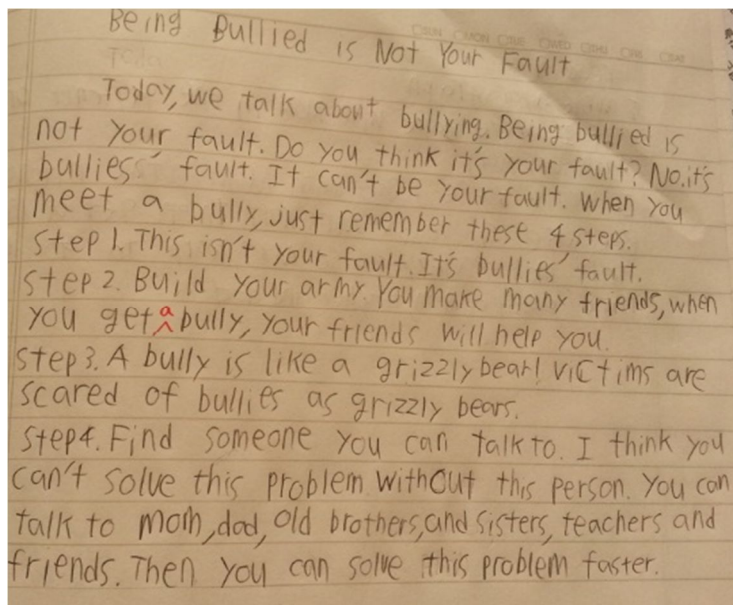 Being Bullied is Not Your Fault
Today, we talk about bullying. Being bullied is
not your fault. Do you think it's your fault? No. it's
bullies' fault. It can't be your fault. When you
meet a bully, just remember these 4 steps.
Step 1. This isn't your fault. It's bullies' fault.
Step 2. Build your army. You make many friends, when
you get a bully, your friends will help you.
Step 3. A bully is like a grizzly bear! victims are
scared of bullies as grizzly bears.
Step 4. Find someone you can talk to. I think you
can't solve this problem without this person. You can
talk to mom, dad, old brothers, and sisters, teachers and
friends. Then you can solve this problem faster.